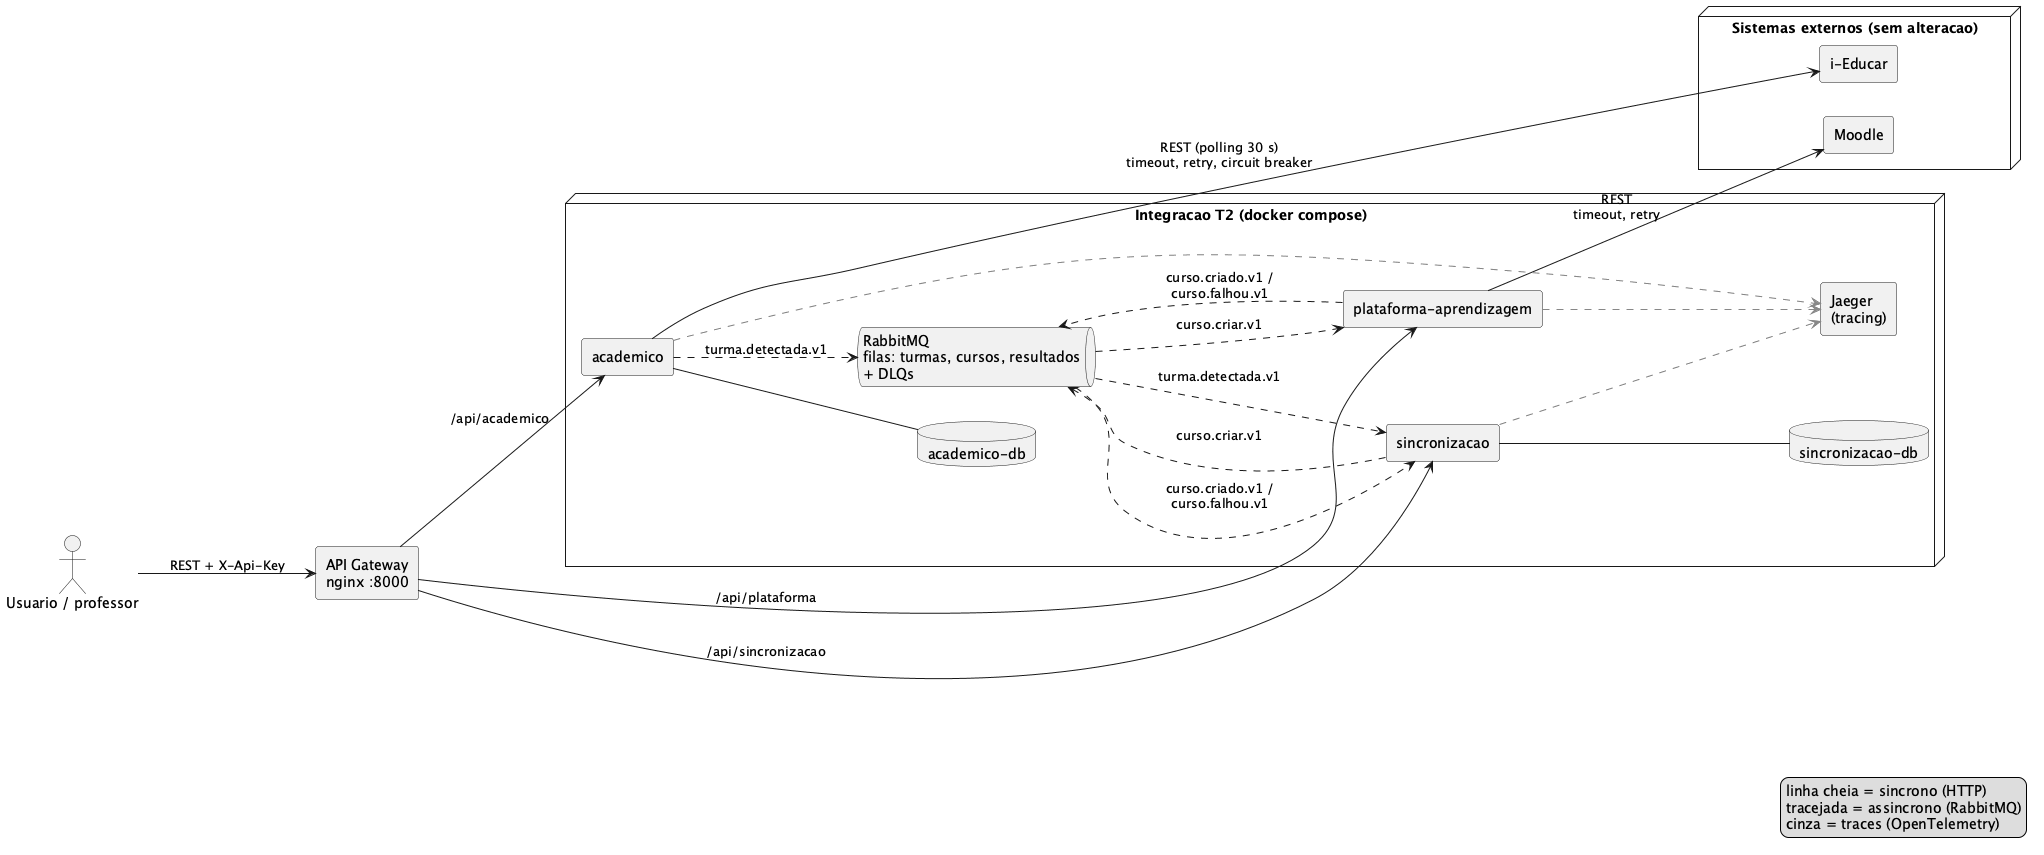 Sistemas externos (sem alteracao)
i-Educar
Moodle
REST (polling 30 s)
timeout, retry, circuit breaker
REST
timeout, retry
Integracao T2 (docker compose)
curso.criado.v1 /
curso.falhou.v1
plataforma-aprendizagem
Jaeger
(tracing)
curso.criar.v1
academico
turma.detectada.v1
RabbitMQ
filas: turmas, cursos, resultados
+ DLQs
turma.detectada.v1
/api/academico
academico-db
curso.criar.v1
sincronizacao
sincronizacao-db
curso.criado.v1 /
curso.falhou.v1
Usuario / professor
REST + X-Api-Key
API Gateway
nginx :8000
/api/plataforma
/api/sincronizacao
linha cheia = sincrono (HTTP)
tracejada = assincrono (RabbitMQ)
cinza = traces (OpenTelemetry)